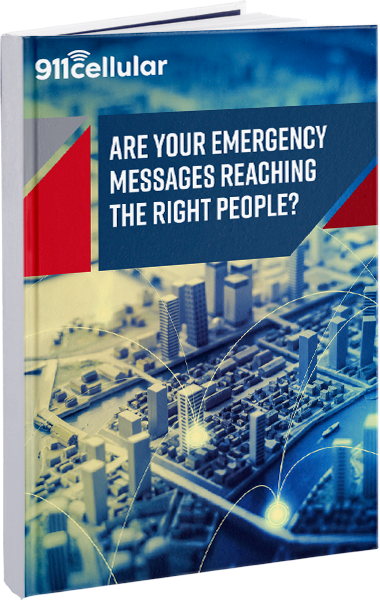 911cellular
ARE YOUR EMERGENCY
MESSAGES REACHING
THE RIGHT PEOPLE?